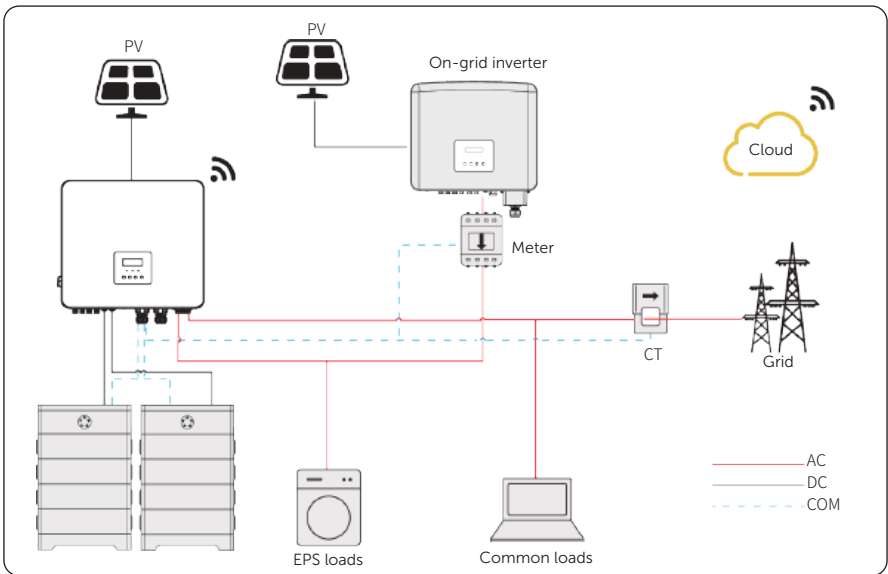 PV
PV
On-grid inverter
Cloud
Meter
CT
Grid
AC
DC
COM
EPS loads
Common loads